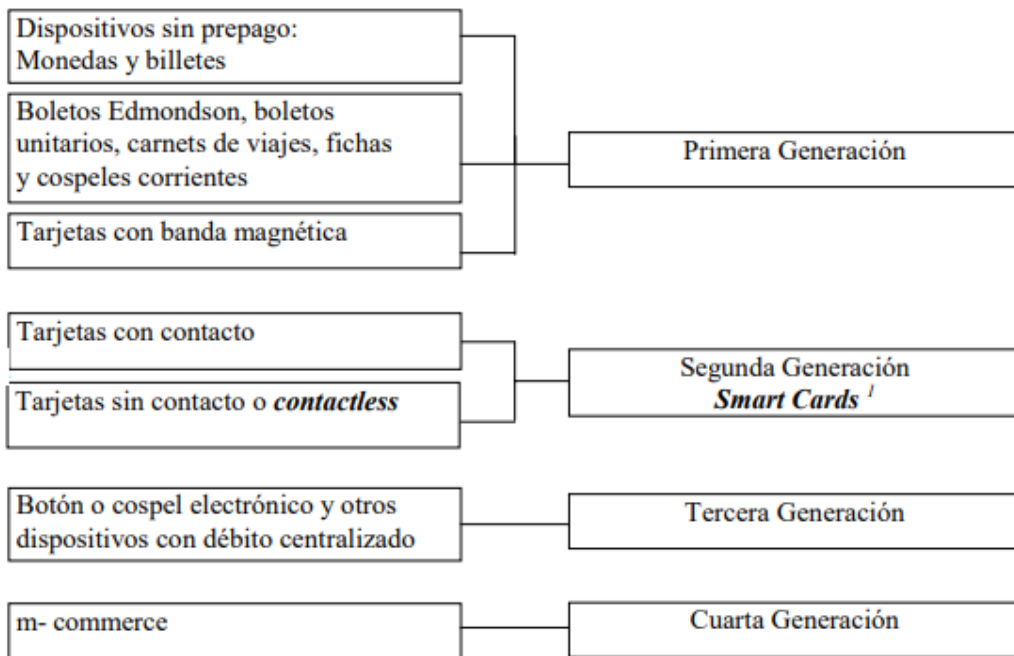 Dispositivos sin prepago:
Monedas y billetes
Boletos Edmondson, boletos
unitarios, carnets de viajes, fichas
y cospeles corrientes
Primera Generación
Tarjetas con banda magnética
Tarjetas con contacto
Segunda Generación
Smart Cards 1
Tarjetas sin contacto o contactless
Botón o cospel electrónico y otros
dispositivos con débito centralizado
Tercera Generación
m- commerce
Cuarta Generación